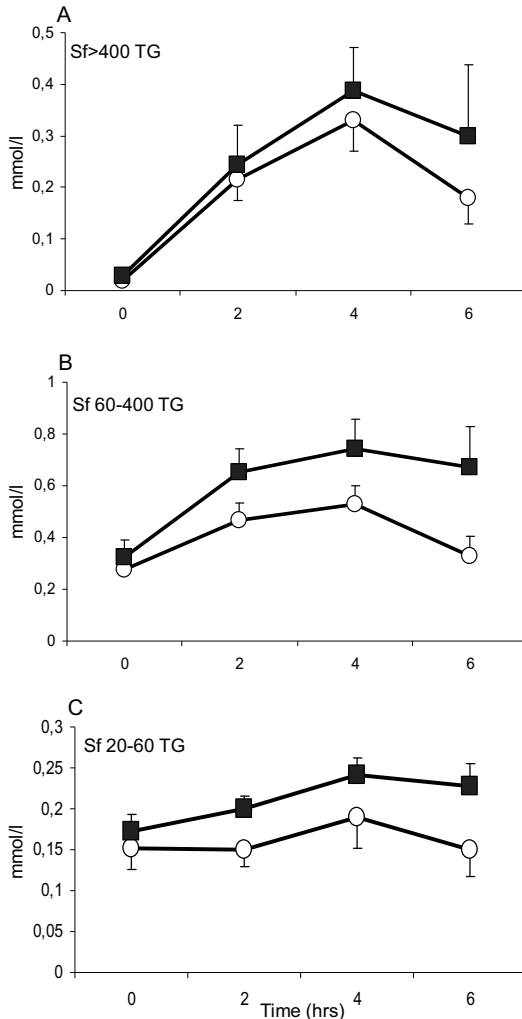 A
Sf>400 TG
0,5
0,4
0,3
0,2
0,1
0
mmol/l
0 2 4 6
B
Sf 60-400 TG
1
0,8
0,6
0,4
0,2
0
mmol/l
0 2 4 6
C
Sf 20-60 TG
0,3
0,25
0,2
0,15
0,1
0,05
0
mmol/l
0 2 4 6
Time (hrs)